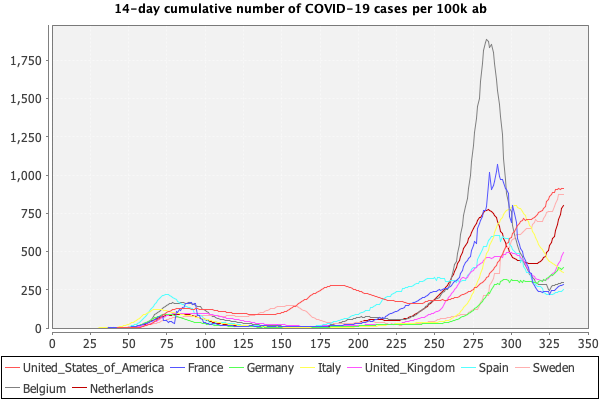 14-day cumulative number of COVID-19 cases per 100k ab
1,750
1,500
1,250
1,000
750
500
250
0
0 25 50 75 100 125 150 175 200 225 250 275 300 325 350
United_States_of_America France Germany Italy United_Kingdom Spain Sweden
Belgium Netherlands